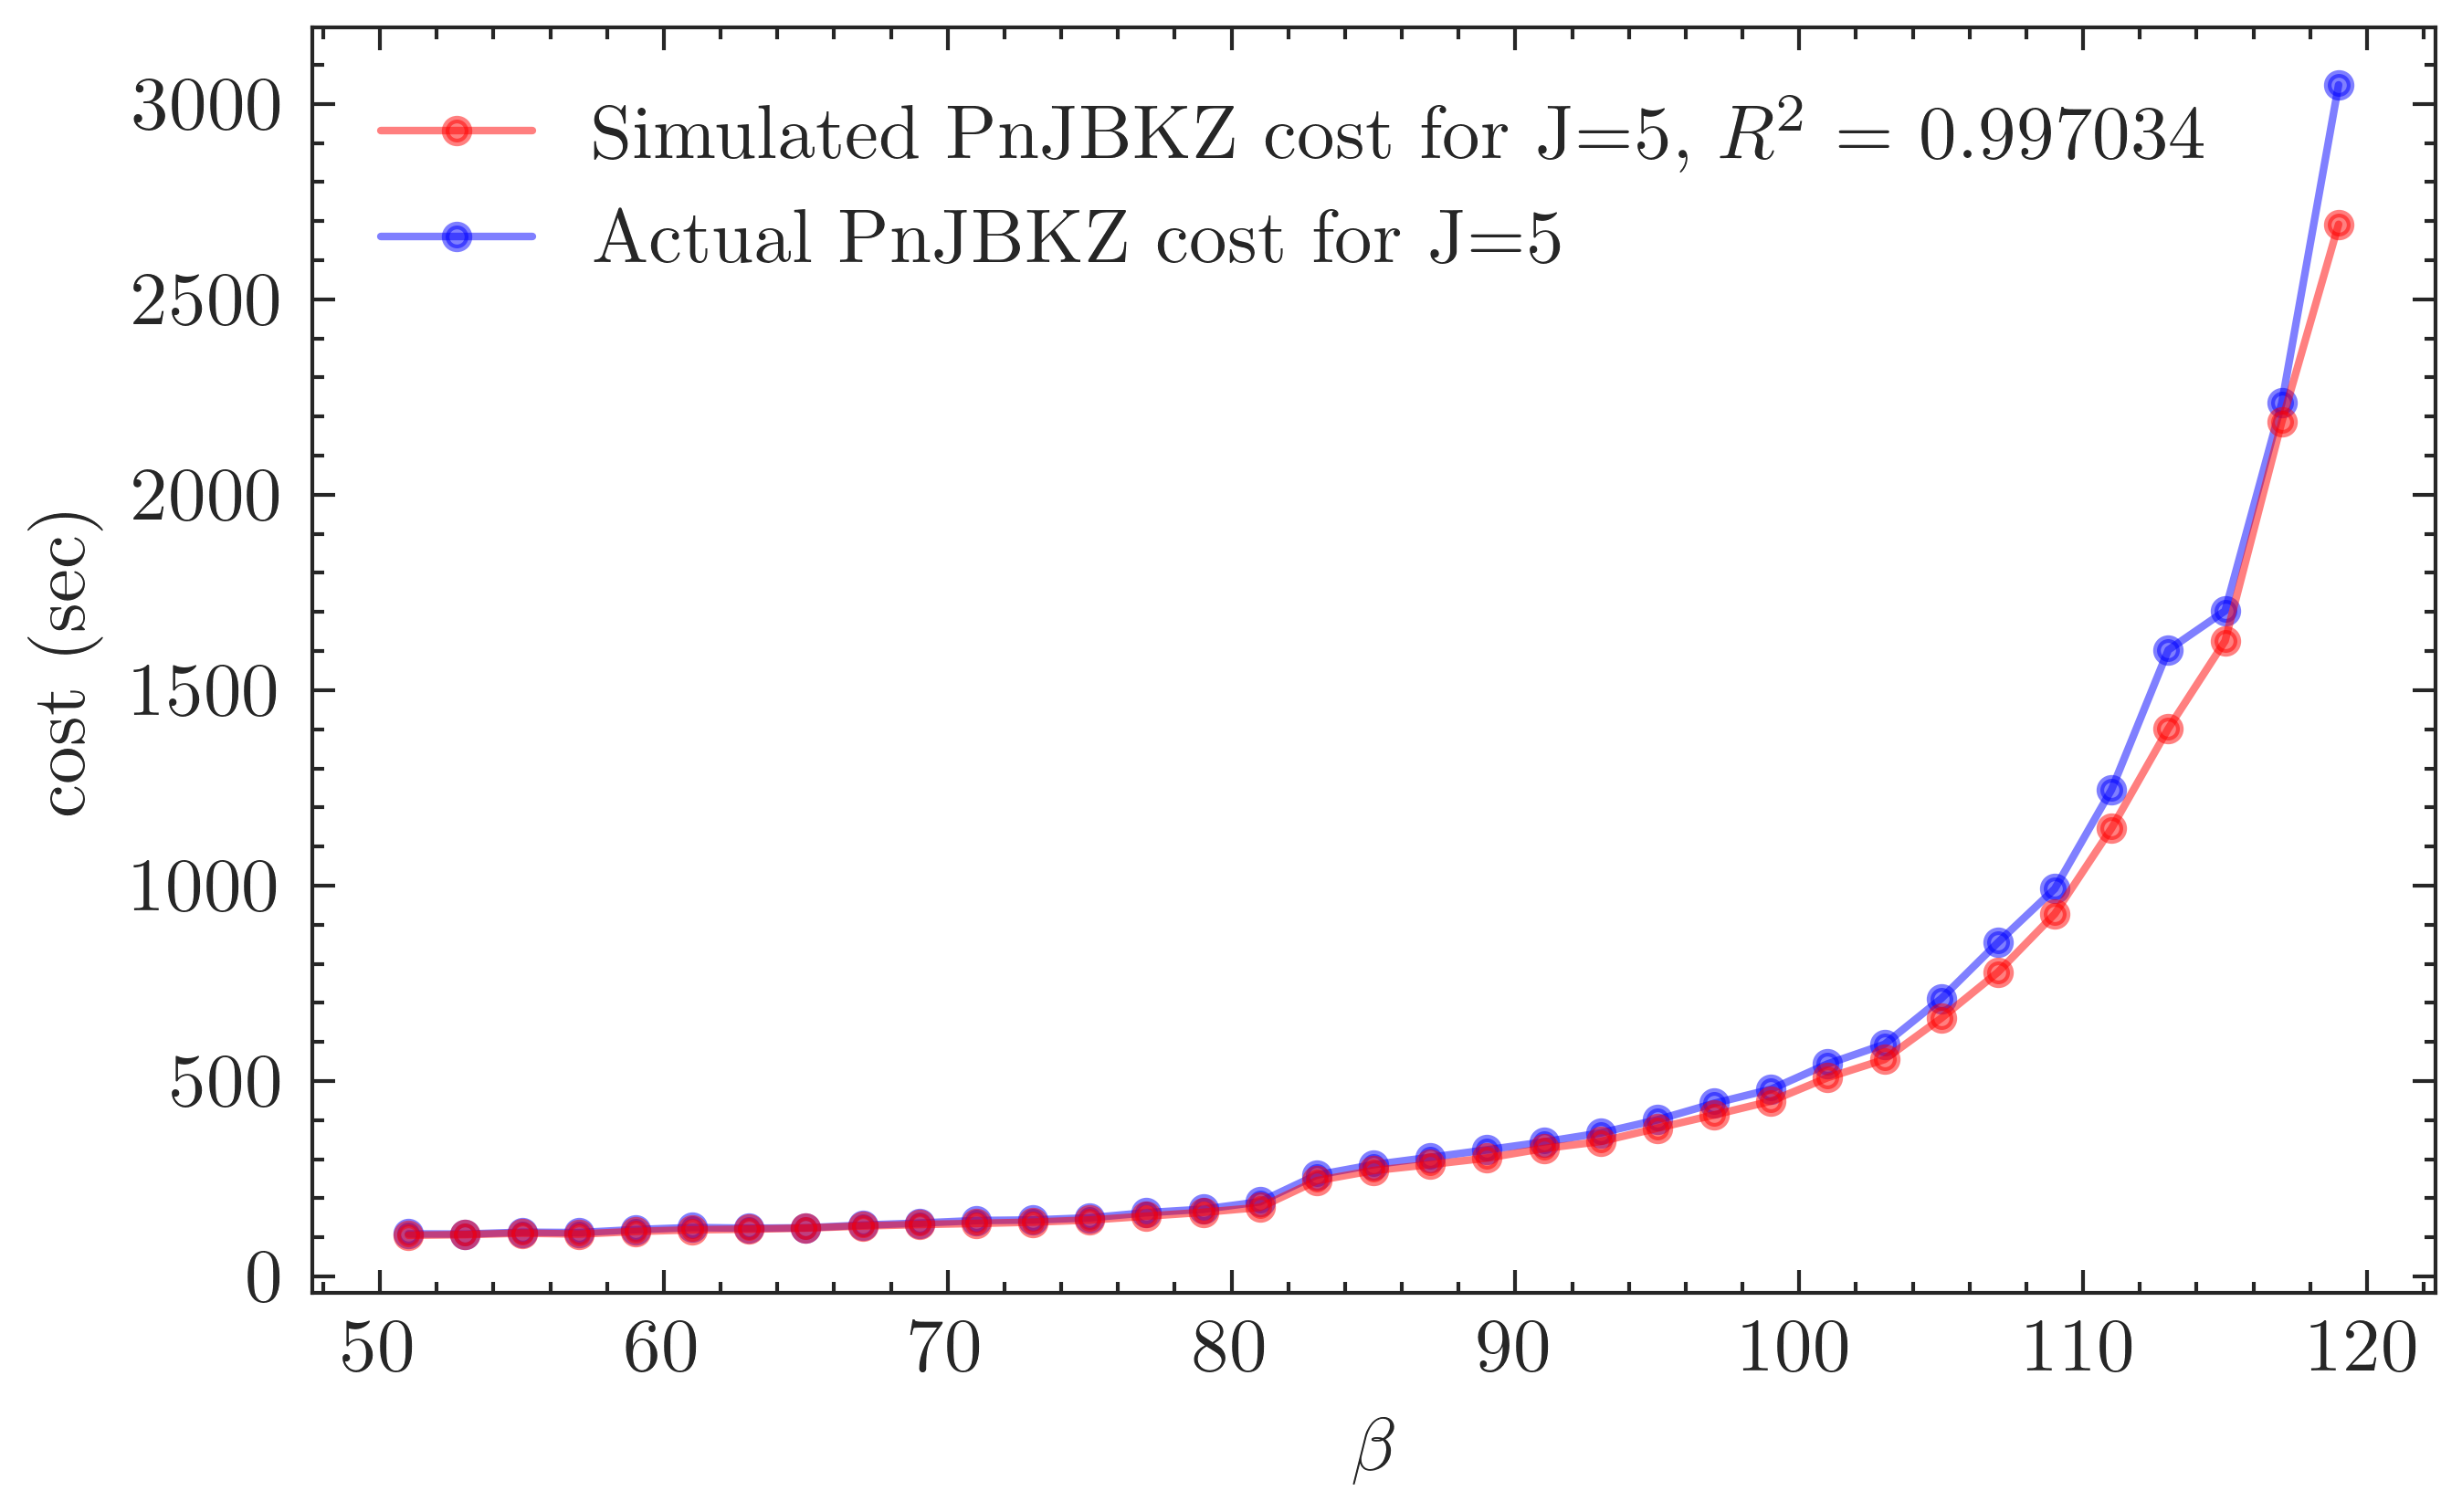 Simulated PnJBKZ cost for J=5, R² = 0.997034
Actual PnJBKZ cost for J=5
cost (sec)
3000
2500
2000
1500
1000
500
0
50 60 70 80 90 100 110 120
β